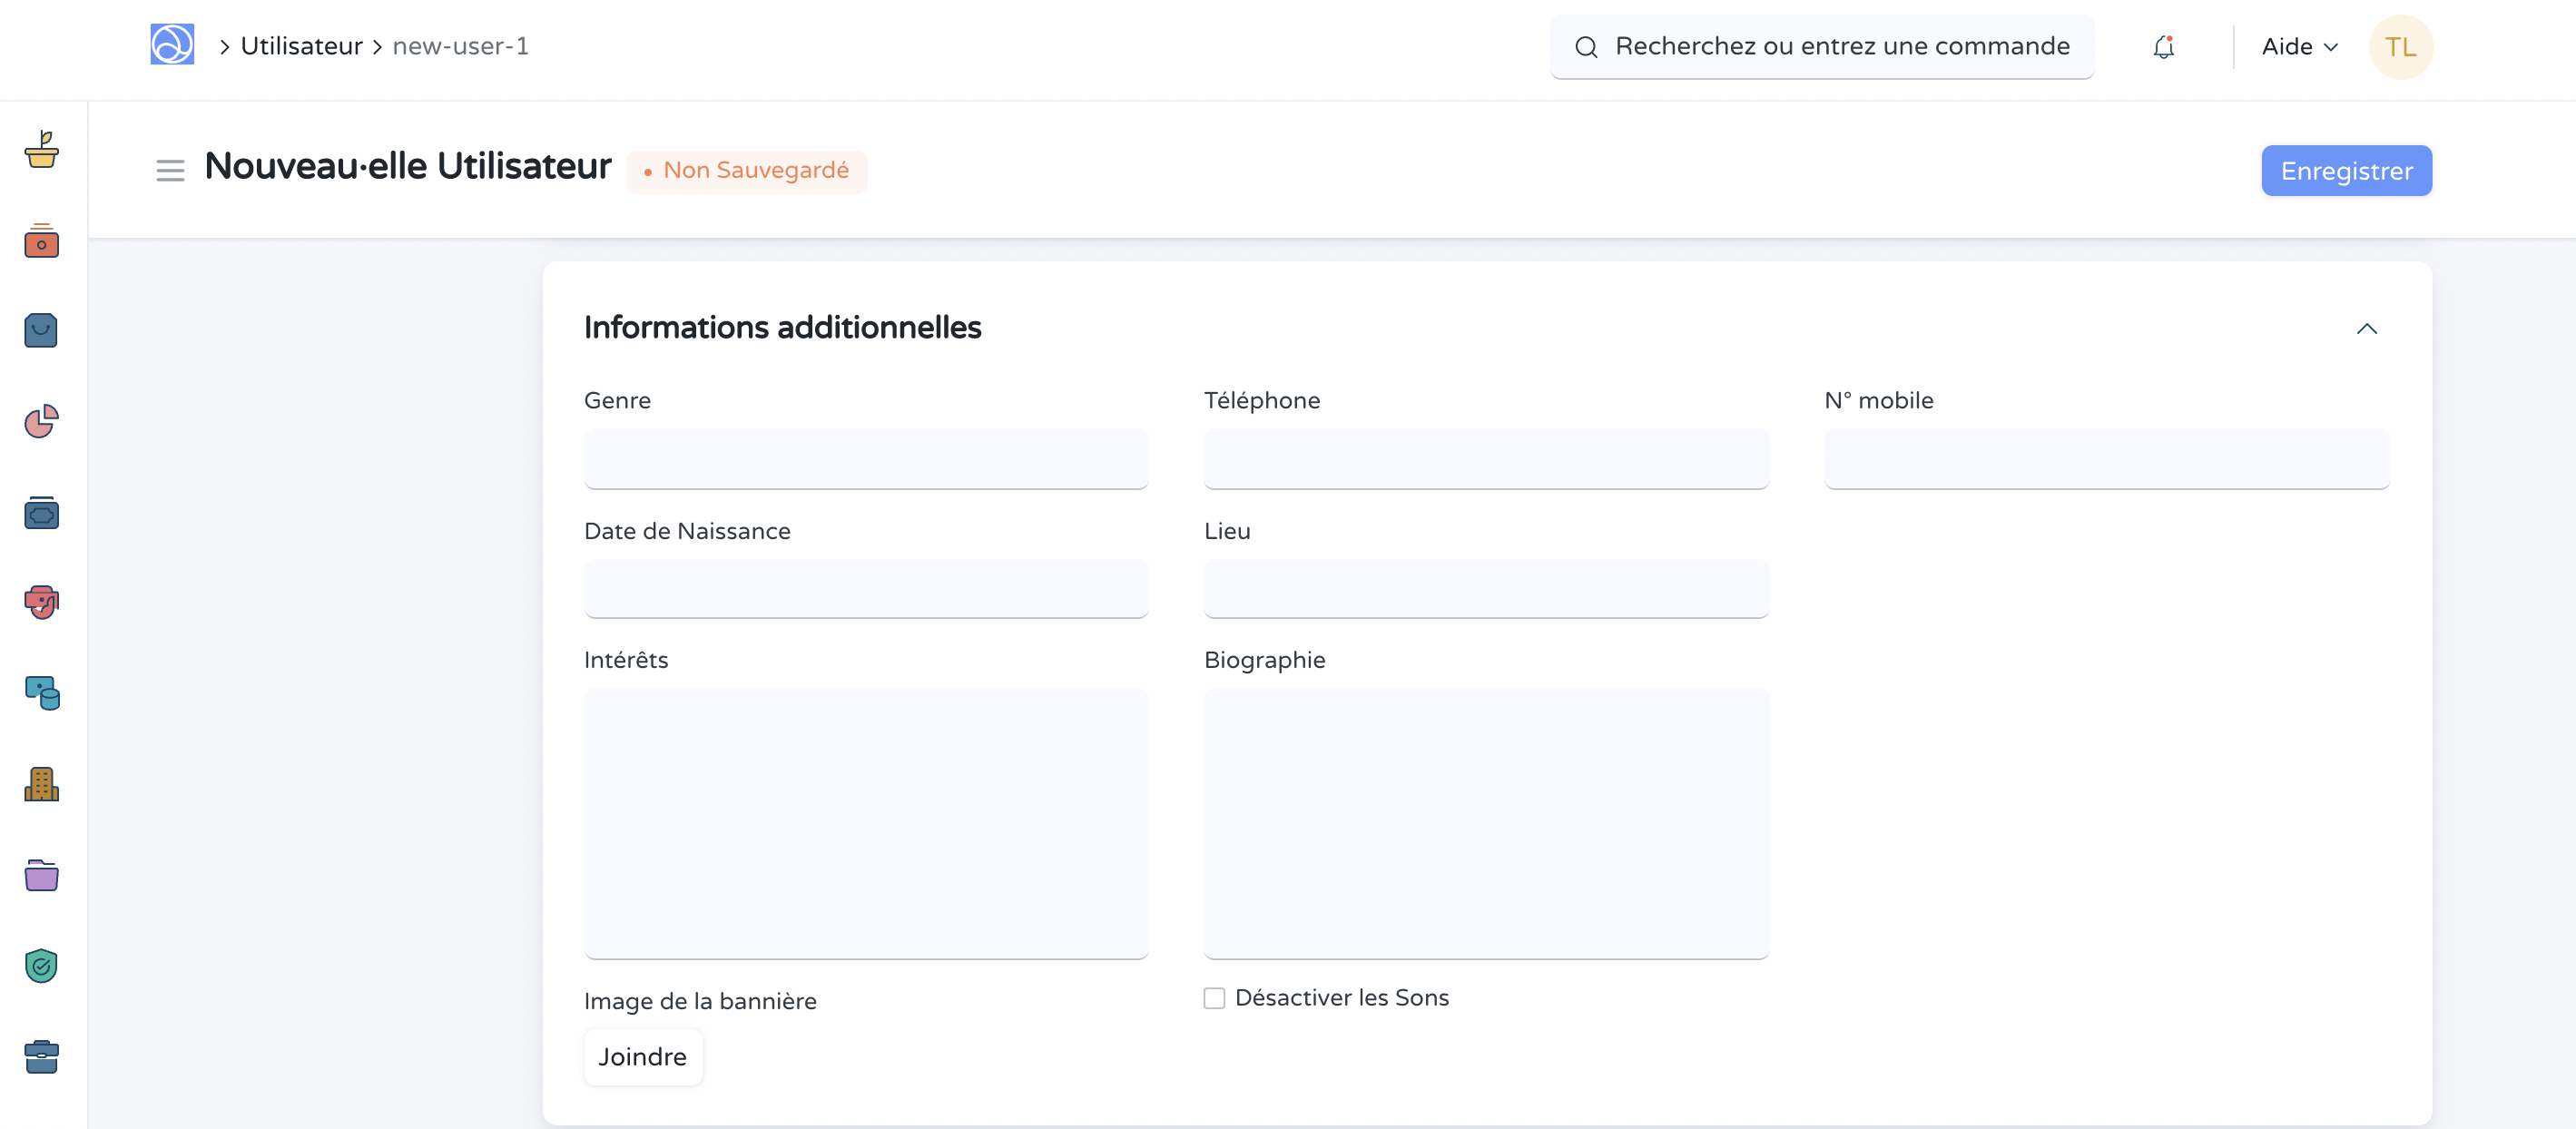 Utilisateur
new-user-1
Recherchez ou entrez une commande
Aide
TL
Nouveau·elle Utilisateur
Non Sauvegardé
Enregistrer
Informations additionnelles
Genre
Téléphone
N° mobile
Date de Naissance
Lieu
Intérêts
Biographie
Image de la bannière
Désactiver les Sons
Joindre